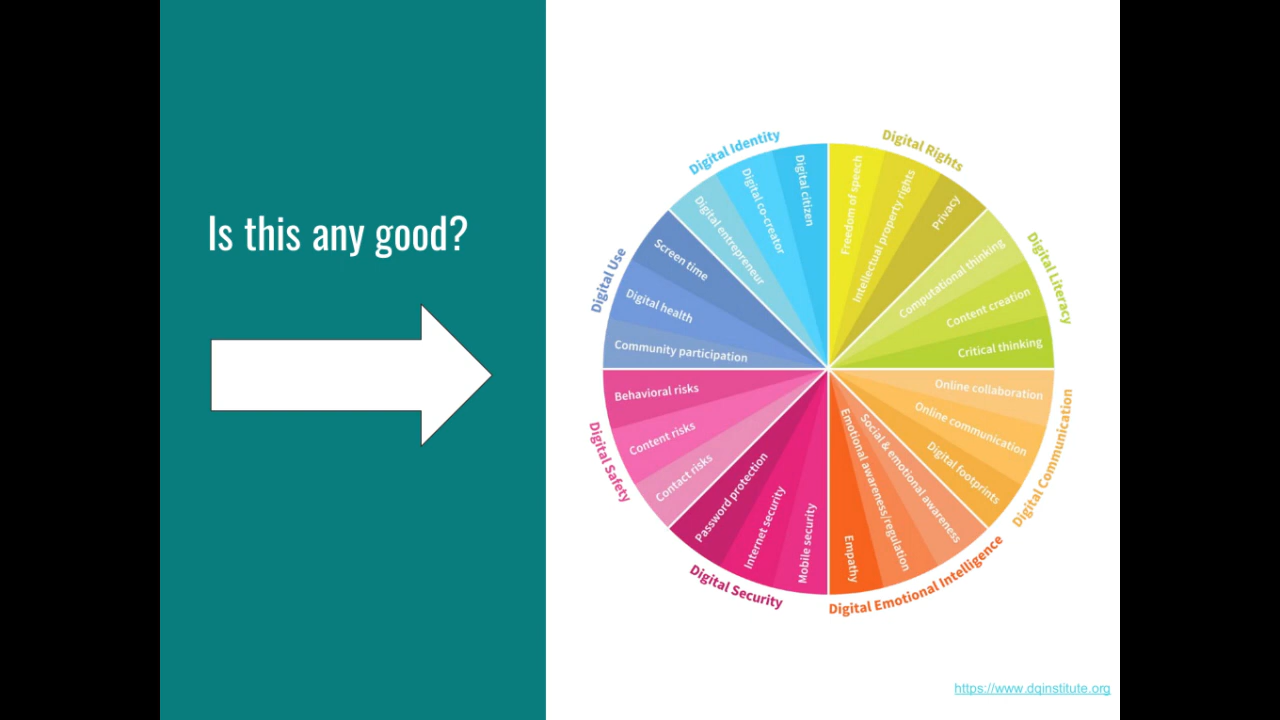 Is this any good?
Digital Identity
Digital entrepreneur
Digital co-creator
Digital citizen
Digital Rights
Freedom of speech
Intellectual property rights
Privacy
Digital Literacy
Computational thinking
Content creation
Critical thinking
Digital Communication
Online collaboration
Online communication
Digital footprints
Digital Emotional Intelligence
Social & emotional awareness
Emotional awareness/regulation
Empathy
Digital Security
Mobile security
Internet security
Password protection
Digital Safety
Contact risks
Content risks
Behavioral risks
Digital Use
Community participation
Digital health
Screen time
https://www.dqinstitute.org